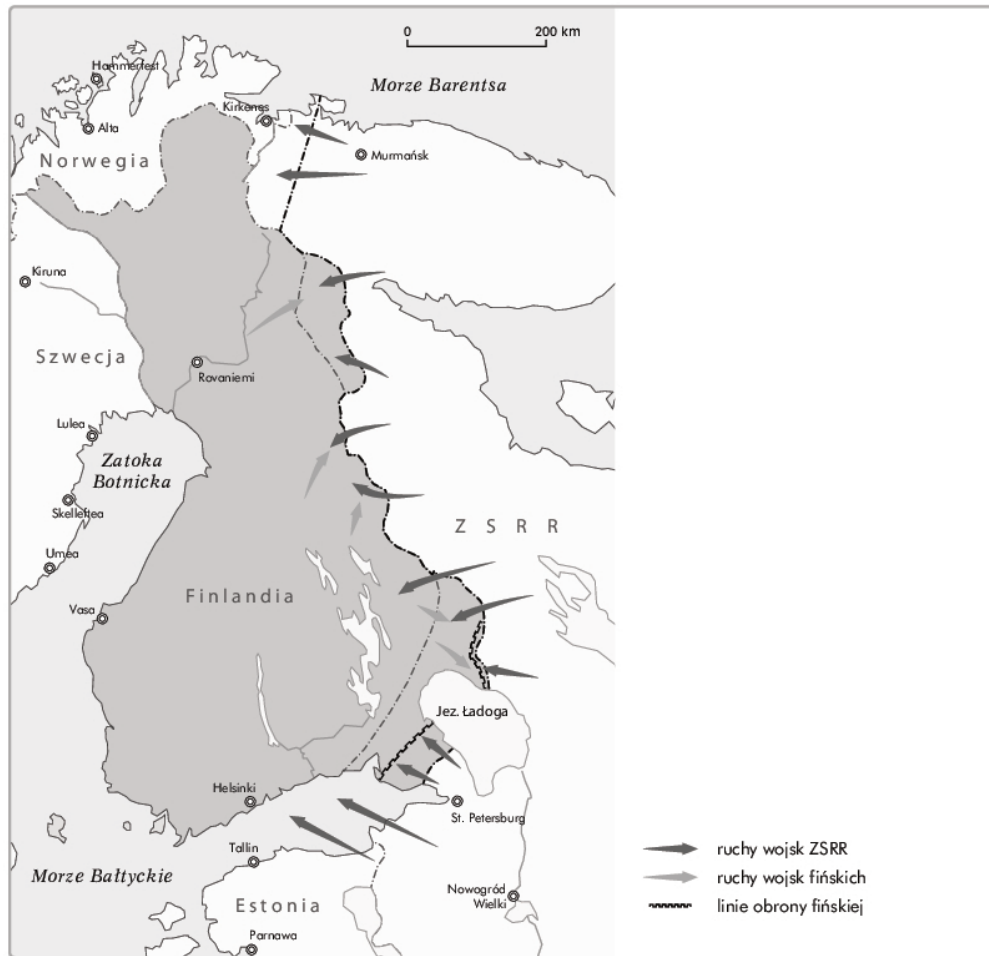 0 200 km
Hammerfest
Morze Barentsa
Kirkenes
Alta
Murmańsk
Norwegia
Kiruna
Szwecja
Rovaniemi
Lulea
Zatoka
Botnicka
Skelleftea
Z S R R
Umea
Finlandia
Vasa
Jez. Ładoga
Helsinki
St. Petersburg
Tallin
Morze Bałtyckie
Nowogród
Wielki
Estonia
Parnawa
ruchy wojsk ZSRR
ruchy wojsk fińskich
linie obrony fińskiej